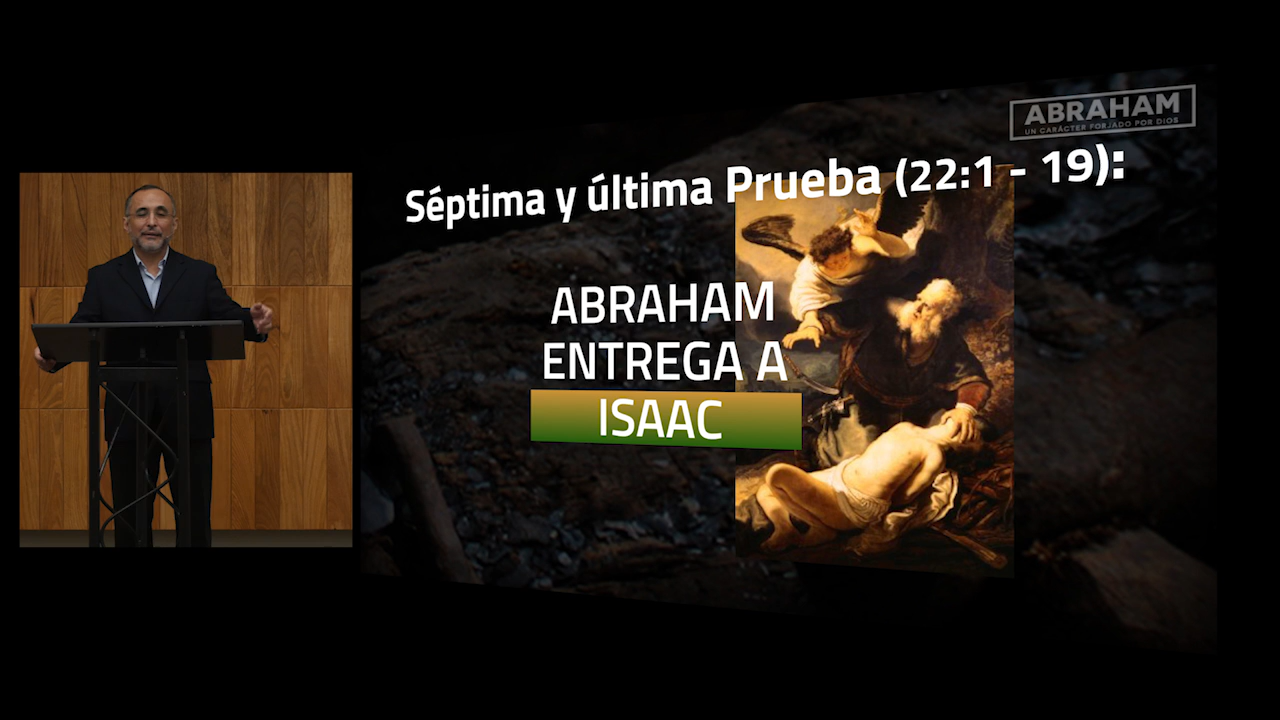 ABRAHAM
UN CARÁCTER FORJADO POR DIOS
Séptima y última Prueba (22:1 - 19):
ABRAHAM
ENTREGA A
ISAAC